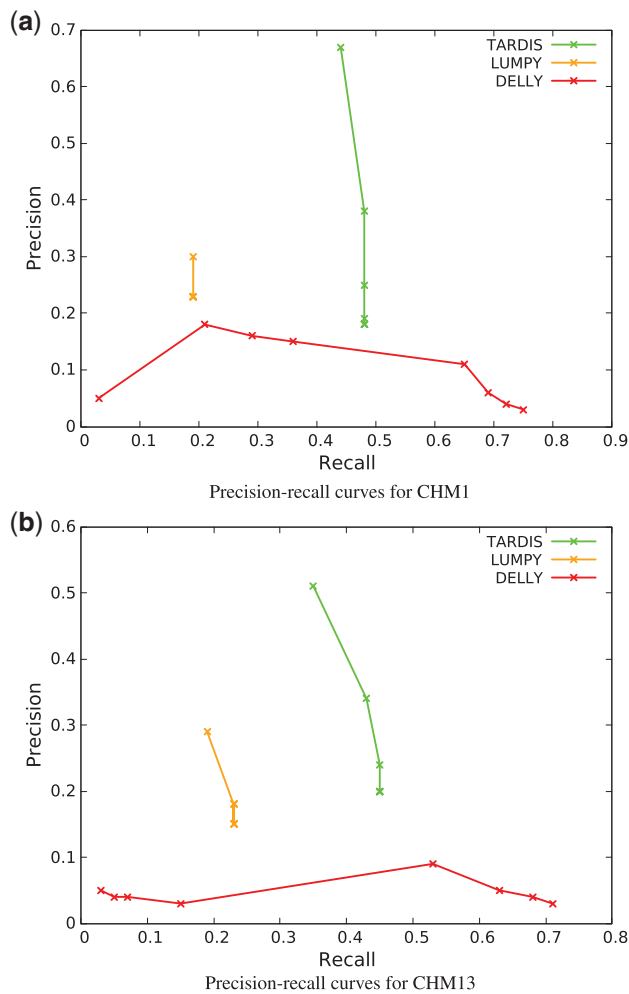 (a)
0.7
0.6
0.5
0.4
0.3
0.2
0.1
0
Precision
TARDIS
LUMPY
DELLY
0 0.1 0.2 0.3 0.4 0.5 0.6 0.7 0.8 0.9
Recall
Precision-recall curves for CHM1
(b)
0.6
0.5
0.4
0.3
0.2
0.1
0
Precision
TARDIS
LUMPY
DELLY
0 0.1 0.2 0.3 0.4 0.5 0.6 0.7 0.8
Recall
Precision-recall curves for CHM13